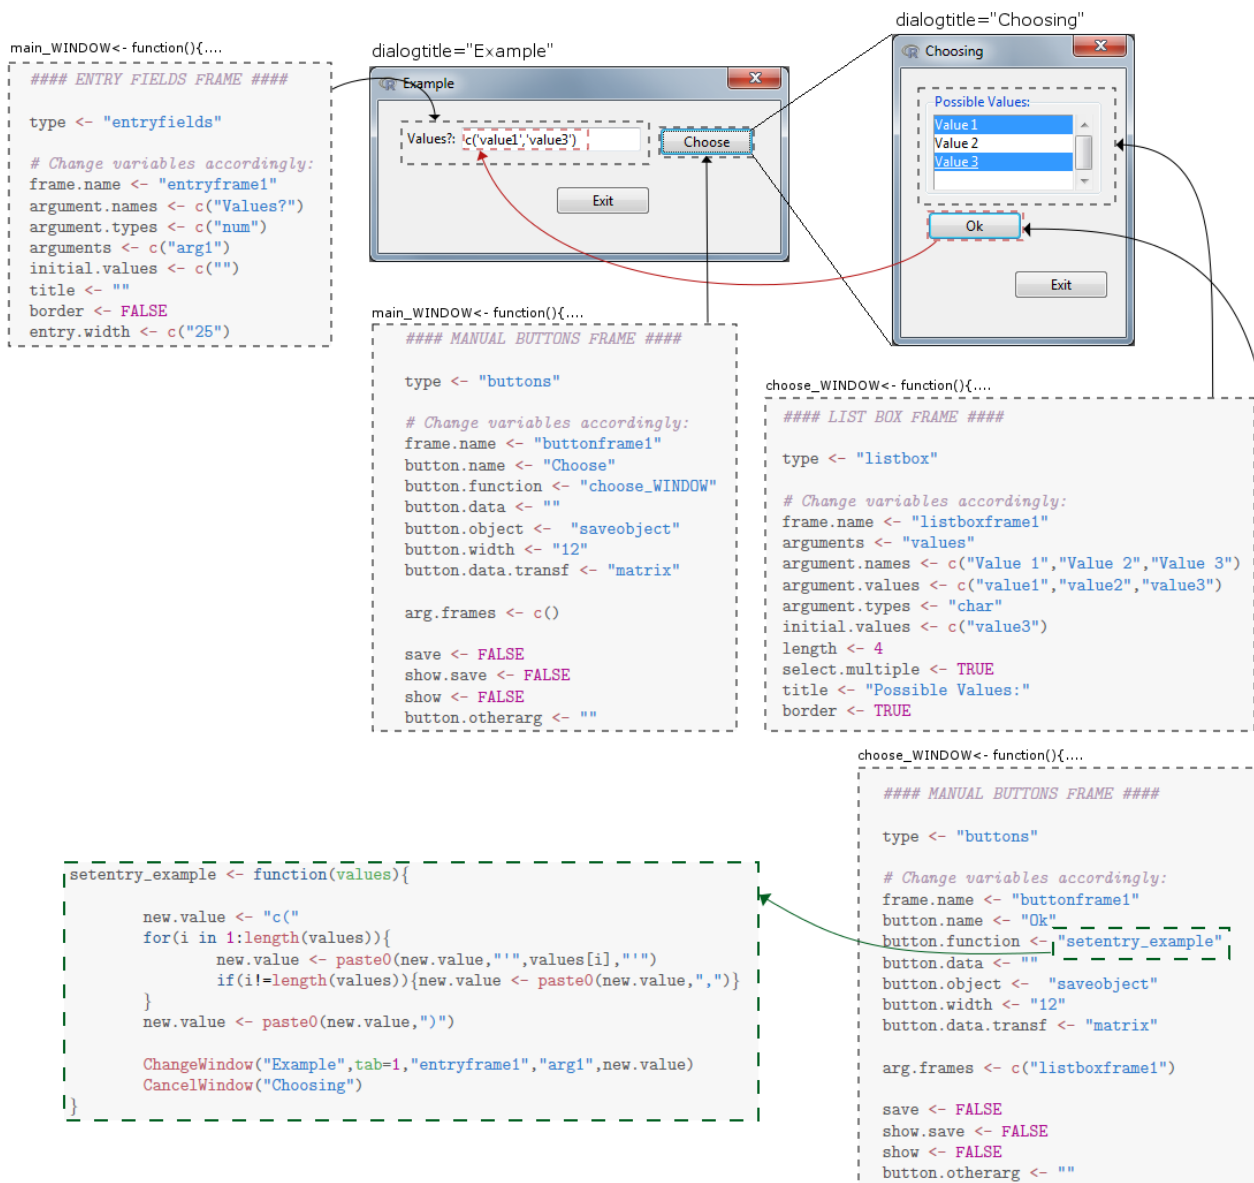 main_WINDOW<- function(){....
#### ENTRY FIELDS FRAME ####
type <- "entryfields"
# Change variables accordingly:
frame.name <- "entryframe1"
argument.names <- c("Values?")
argument.types <- c("num")
arguments <- c("arg1")
initial.values <- c("")
title <- ""
border <- FALSE
entry.width <- c("25")
dialogtitle="Example"
Example
Values?: c('value1','value3')
Choose
Exit
dialogtitle="Choosing"
Choosing
Possible Values:
Value 1
Value 2
Value 3
Ok
Exit
main_WINDOW<- function(){....
#### MANUAL BUTTONS FRAME ####
type <- "buttons"
# Change variables accordingly:
frame.name <- "buttonframe1"
button.name <- "Choose"
button.function <- "choose_WINDOW"
button.data <- ""
button.object <-  "saveobject"
button.width <- "12"
button.data.transf <- "matrix"
arg.frames <- c()
save <- FALSE
show.save <- FALSE
show <- FALSE
button.otherarg <- ""
choose_WINDOW<- function(){....
#### LIST BOX FRAME ####
type <- "listbox"
# Change variables accordingly:
frame.name <- "listboxframe1"
arguments <- "values"
argument.names <- c("Value 1","Value 2","Value 3")
argument.values <- c("value1","value2","value3")
argument.types <- "char"
initial.values <- c("value3")
length <- 4
select.multiple <- TRUE
title <- "Possible Values:"
border <- TRUE
choose_WINDOW<- function(){....
#### MANUAL BUTTONS FRAME ####
type <- "buttons"
# Change variables accordingly:
frame.name <- "buttonframe1"
button.name <- "Ok"
button.function <- "setentry_example"
button.data <- ""
button.object <-  "saveobject"
button.width <- "12"
button.data.transf <- "matrix"
arg.frames <- c("listboxframe1")
save <- FALSE
show.save <- FALSE
show <- FALSE
button.otherarg <- ""
setentry_example <- function(values){
new.value <- "c("
for(i in 1:length(values)){
new.value <- paste0(new.value,"'",values[i],"'")
if(i!=length(values)){new.value <- paste0(new.value,",")}
}
new.value <- paste0(new.value,")")
ChangeWindow("Example",tab=1,"entryframe1","arg1",new.value)
CancelWindow("Choosing")
}